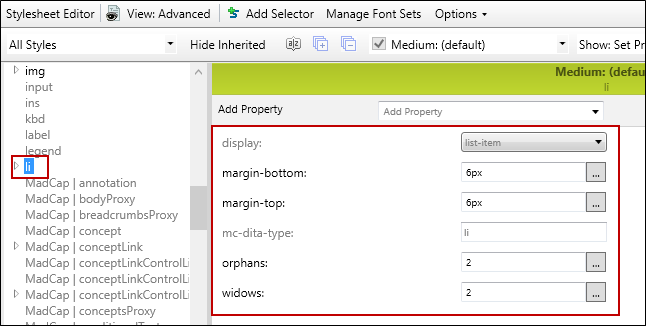 Stylesheet Editor View: Advanced Add Selector Manage Font Sets Options
All Styles Hide Inherited Medium: (default) Show: Set Pr
img
input
ins
kbd
label
legend
li
MadCap | annotation
MadCap | bodyProxy
MadCap | breadcrumbsProxy
MadCap | concept
MadCap | conceptLink
MadCap | conceptLinkControlLi
MadCap | conceptLinkControlLi
MadCap | conceptsProxy
Medium: (defau
li
Add Property Add Property
display: list-item
margin-bottom: 6px ...
margin-top: 6px ...
mc-dita-type: li
orphans: 2 ...
widows: 2 ...